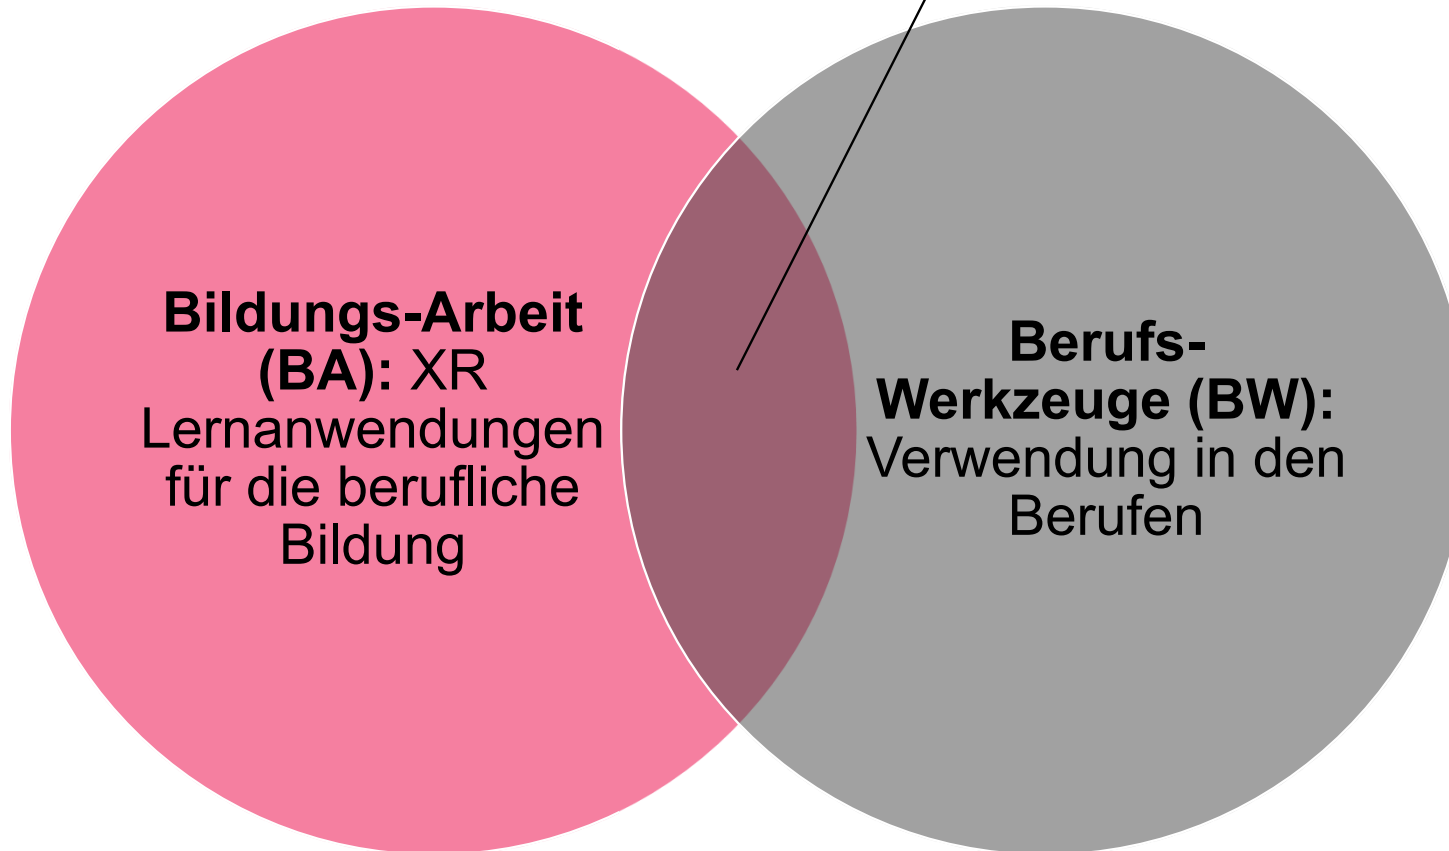 Bildungs-Arbeit
(BA): XR
Lernanwendungen
für die berufliche
Bildung
Berufs-
Werkzeuge (BW):
Verwendung in den
Berufen